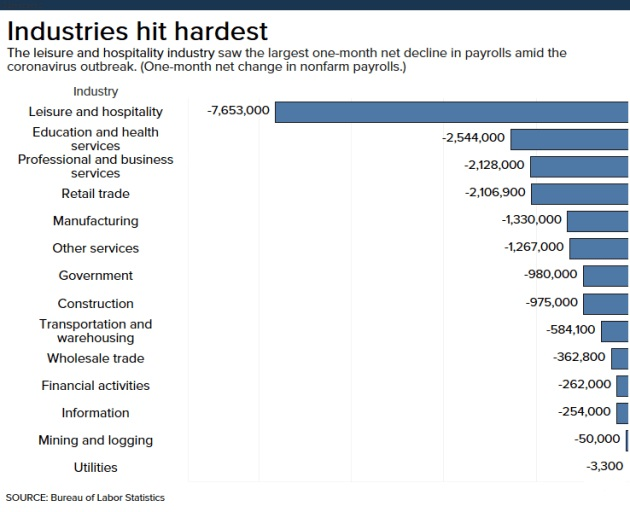 Industries hit hardest
The leisure and hospitality industry saw the largest one-month net decline in payrolls amid the
coronavirus outbreak. (One-month net change in nonfarm payrolls.)
Industry
Leisure and hospitality -7,653,000
Education and health
services -2,544,000
Professional and business
services -2,128,000
Retail trade -2,106,900
Manufacturing -1,330,000
Other services -1,267,000
Government -980,000
Construction -975,000
Transportation and
warehousing -584,100
Wholesale trade -362,800
Financial activities -262,000
Information -254,000
Mining and logging -50,000
Utilities -3,300
SOURCE: Bureau of Labor Statistics